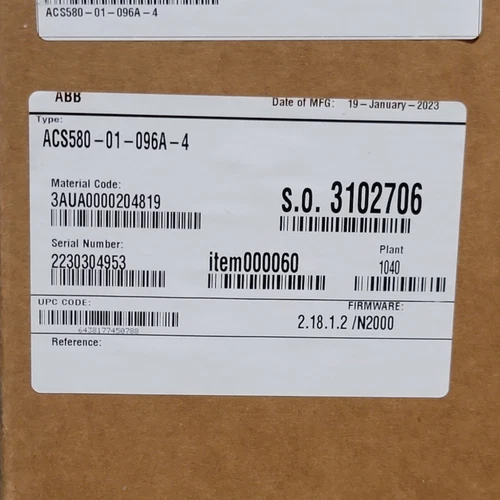 ACS580-01-096A-4
ABB
Date of MFG: 19-January-2023
Type:
ACS580-01-096A-4
Material Code:
3AUA0000204819
s.o. 3102706
Serial Number:
2230304953
item000060
Plant
1040
UPC CODE:
6438177450788
FIRMWARE:
2.18.1.2 /N2000
Reference: